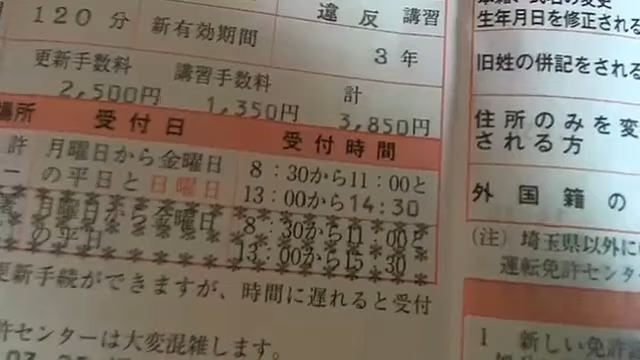 120分
新有効期間
違反 講習
3年
更新手数料 講習手数料 計
2,500円 1,350円 3,850円
場所 受付日 受付時間
許 月曜日から金曜日
の平日と 日曜日
8:30から11:00と
13:00から14:30
月曜日から金曜日
の平日
8:30から11:00と
13:00から15:30
更新手続ができますが、時間に遅れると受付
許センターは大変混雑します。
生年月日を修正される
旧姓の併記をされる
住所のみを変
される方
外国籍の
(注) 埼玉県以外に
運転免許センタ
1 新しい免許